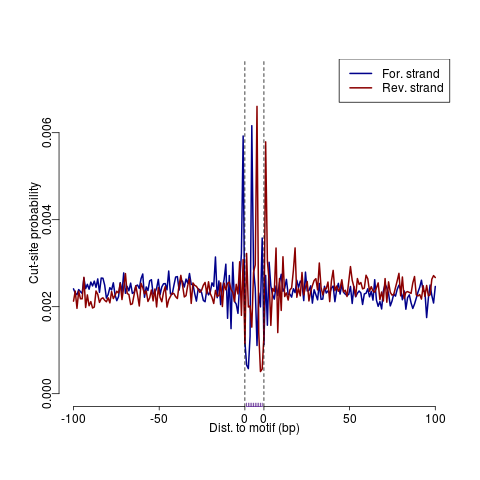 For. strand
Rev. strand
Cut-site probability
0.006
0.004
0.002
0.000
-100 -50 0 0 50 100
Dist. to motif (bp)